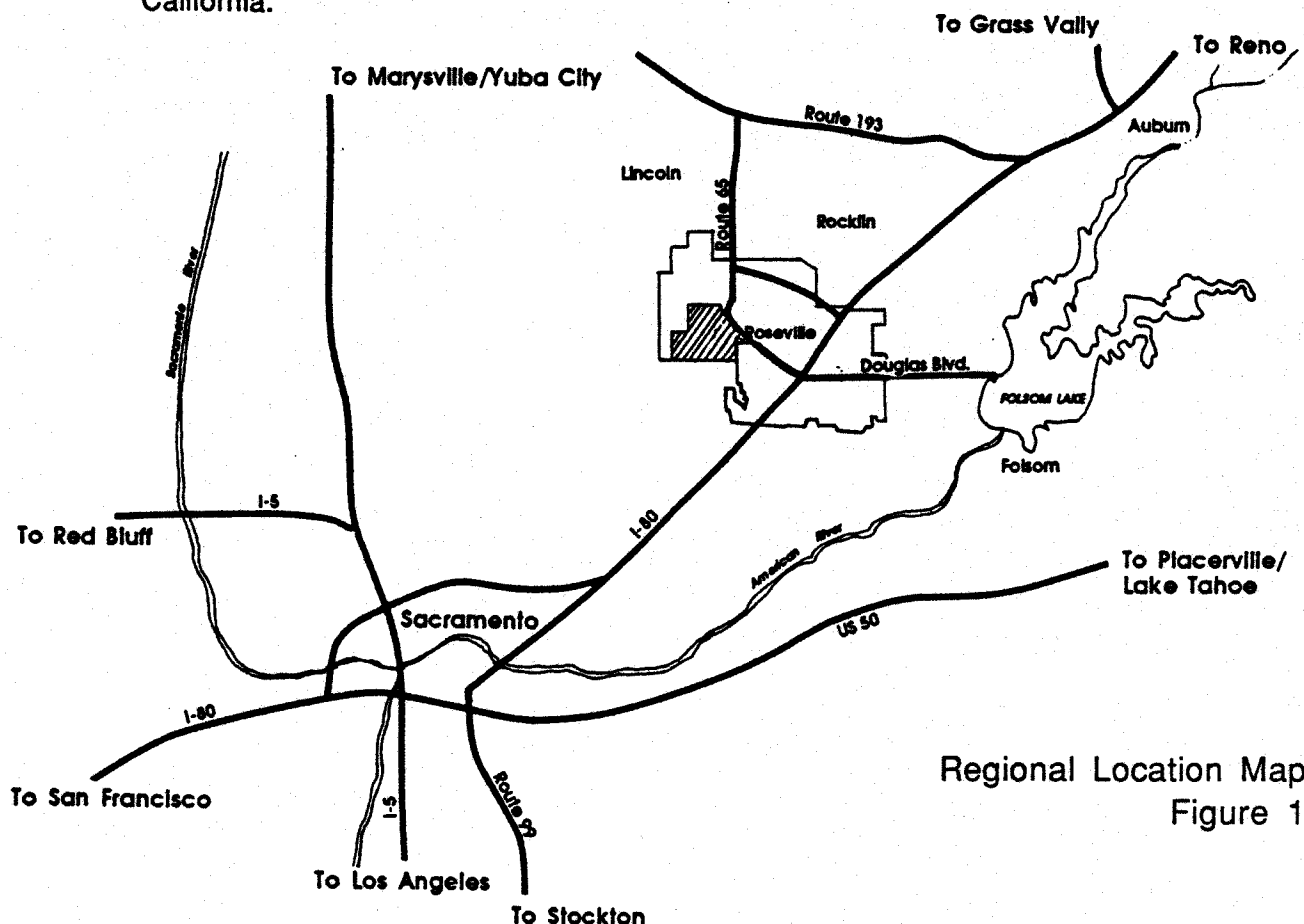 California.
To Grass Vally
To Reno
To Marysville/Yuba City
Route 193
Auburn
Lincoln
Route 65
Rocklin
Sacramento River
Roseville
Douglas Blvd.
FOLSOM LAKE
Folsom
I-5
To Red Bluff
I-80
American River
To Placerville/
Lake Tahoe
Sacramento
US 50
I-80
To San Francisco
I-5
Route 99
Regional Location Map
Figure 1
To Los Angeles
To Stockton